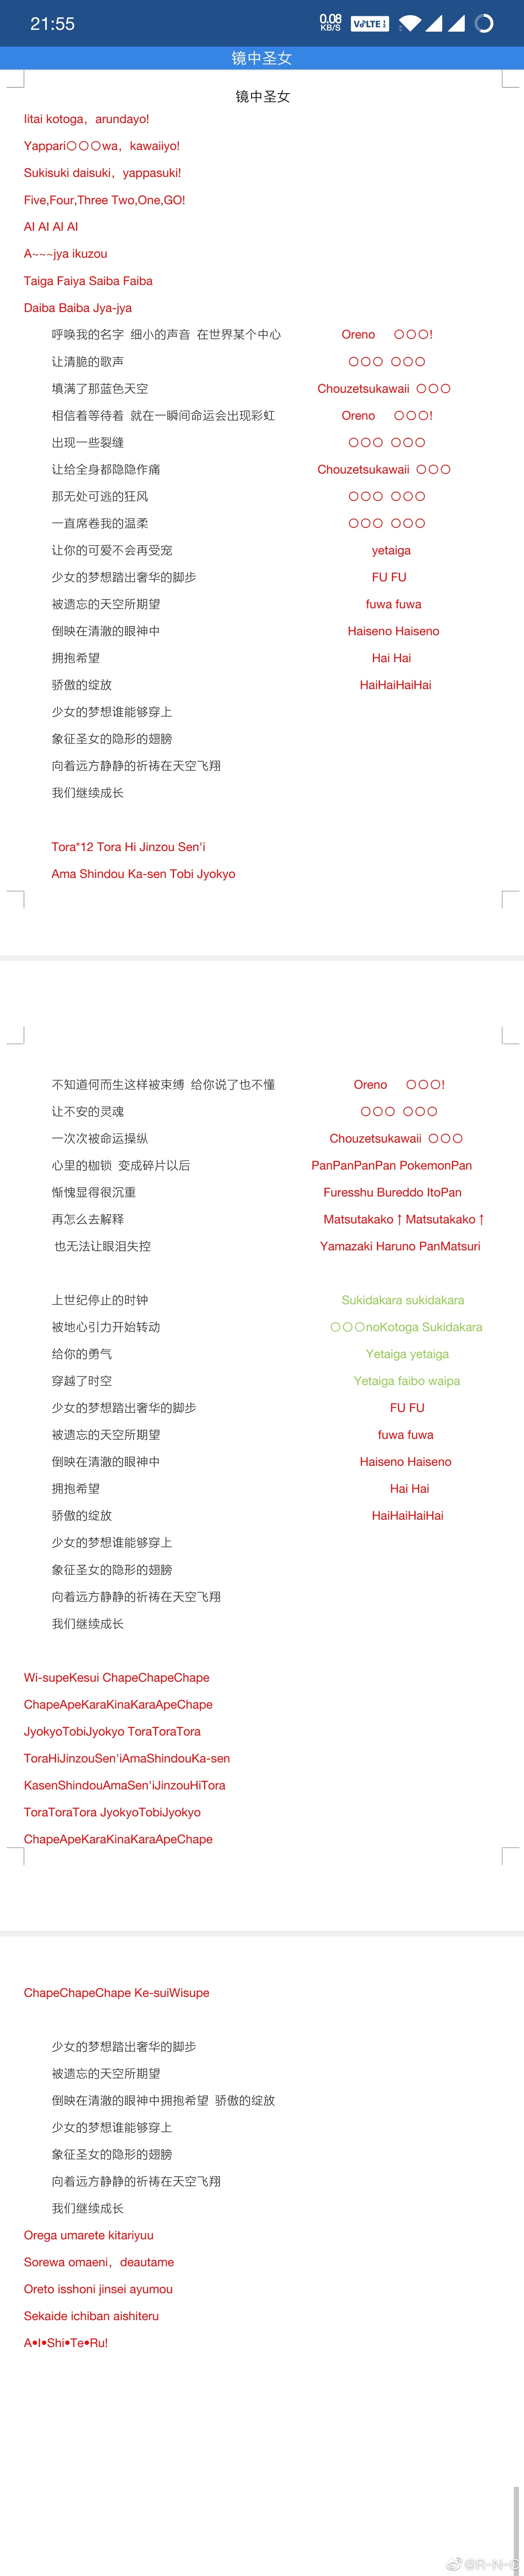 21:55 0.08 KB/S VoLTE
镜中圣女
镜中圣女
Iitai kotoga，arundayo!
Yappari〇〇〇wa，kawaiiyo!
Sukisuki daisuki，yappasuki!
Five,Four,Three Two,One,GO!
AI AI AI AI
A~~~jya ikuzou
Taiga Faiya Saiba Faiba
Daiba Baiba Jya-jya
呼唤我的名字 细小的声音 在世界某个中心 Oreno 〇〇〇!
让清脆的歌声 〇〇〇 〇〇〇
填满了那蓝色天空 Chouzetsukawaii 〇〇〇
相信着等待着 就在一瞬间命运会出现彩虹 Oreno 〇〇〇!
出现一些裂缝 〇〇〇 〇〇〇
让给全身都隐隐作痛 Chouzetsukawaii 〇〇〇
那无处可逃的狂风 〇〇〇 〇〇〇
一直席卷我的温柔 〇〇〇 〇〇〇
让你的可爱不会再受宠 yetaiga
少女的梦想踏出奢华的脚步 FU FU
被遗忘的天空所期望 fuwa fuwa
倒映在清澈的眼神中 Haiseno Haiseno
拥抱希望 Hai Hai
骄傲的绽放 HaiHaiHaiHai
少女的梦想谁能够穿上
象征圣女的隐形的翅膀
向着远方静静的祈祷在天空飞翔
我们继续成长
Tora*12 Tora Hi Jinzou Sen'i
Ama Shindou Ka-sen Tobi Jyokyo
不知道何而生这样被束缚 给你说了也不懂 Oreno 〇〇〇!
让不安的灵魂 〇〇〇 〇〇〇
一次次被命运操纵 Chouzetsukawaii 〇〇〇
心里的枷锁 变成碎片以后 PanPanPanPan PokemonPan
惭愧显得很沉重 Furesshu Bureddo ItoPan
再怎么去解释 Matsutakako↑Matsutakako↑
也无法让眼泪失控 Yamazaki Haruno PanMatsuri
上世纪停止的时钟 Sukidakara sukidakara
被地心引力开始转动 〇〇〇noKotoga Sukidakara
给你的勇气 Yetaiga yetaiga
穿越了时空 Yetaiga faibo waipa
少女的梦想踏出奢华的脚步 FU FU
被遗忘的天空所期望 fuwa fuwa
倒映在清澈的眼神中 Haiseno Haiseno
拥抱希望 Hai Hai
骄傲的绽放 HaiHaiHaiHai
少女的梦想谁能够穿上
象征圣女的隐形的翅膀
向着远方静静的祈祷在天空飞翔
我们继续成长
Wi-supeKesui ChapeChapeChape
ChapeApeKaraKinaKaraApeChape
JyokyoTobiJyokyo ToraToraTora
ToraHiJinzouSen'iAmaShindouKa-sen
KasenShindouAmaSen'iJinzouHiTora
ToraToraTora JyokyoTobiJyokyo
ChapeApeKaraKinaKaraApeChape
ChapeChapeChape Ke-suiWisupe
少女的梦想踏出奢华的脚步
被遗忘的天空所期望
倒映在清澈的眼神中拥抱希望 骄傲的绽放
少女的梦想谁能够穿上
象征圣女的隐形的翅膀
向着远方静静的祈祷在天空飞翔
我们继续成长
Orega umarete kitariyuu
Sorewa omaeni，deautame
Oreto isshoni jinsei ayumou
Sekaide ichiban aishiteru
A•I•Shi•Te•Ru!